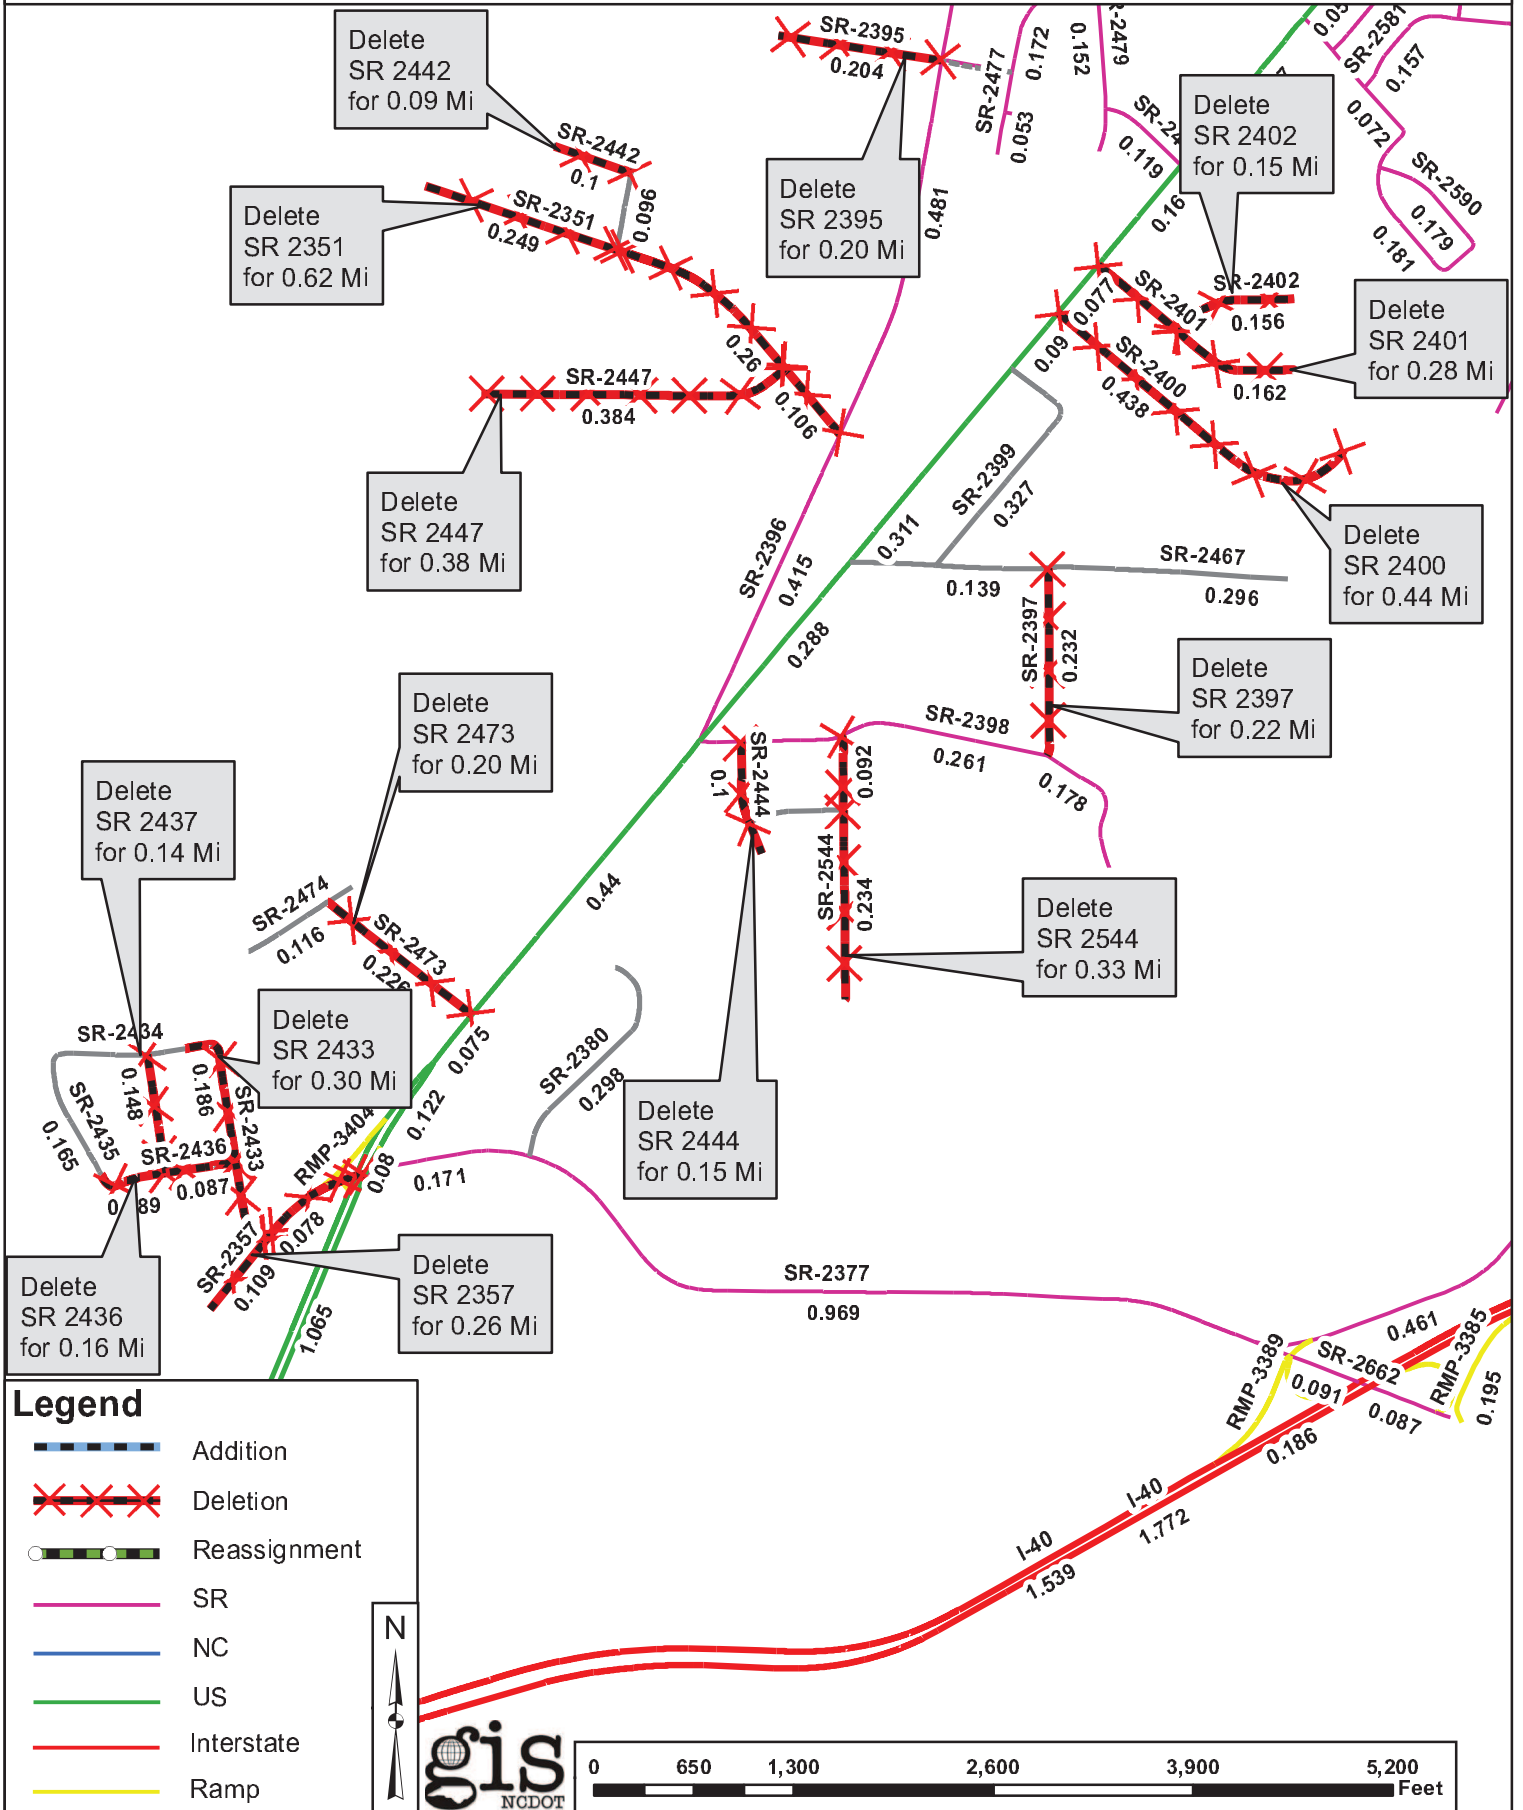 Delete
SR 2442
for 0.09 Mi
SR-2395
0.204
SR-2477
0.172
0.053
0.152
R-2479
SR-24
0.119
0.05
SR-2581
0.157
0.072
SR-2590
0.179
0.181
Delete
SR 2402
for 0.15 Mi
SR-2442
0.1
0.096
Delete
SR 2351
for 0.62 Mi
SR-2351
0.249
Delete
SR 2395
for 0.20 Mi
0.481
0.16
SR-2402
0.156
0.077
SR-2401
0.162
Delete
SR 2401
for 0.28 Mi
0.09
SR-2400
0.438
0.26
SR-2447
0.384
0.106
Delete
SR 2447
for 0.38 Mi
SR-2399
0.327
0.311
SR-2396
0.415
Delete
SR 2400
for 0.44 Mi
SR-2467
0.139
0.296
0.288
SR-2397
0.232
Delete
SR 2397
for 0.22 Mi
Delete
SR 2473
for 0.20 Mi
SR-2398
0.261
0.178
SR-2444
0.1
0.092
SR-2544
0.234
Delete
SR 2437
for 0.14 Mi
0.44
Delete
SR 2544
for 0.33 Mi
SR-2474
0.116
SR-2473
0.226
Delete
SR 2433
for 0.30 Mi
0.075
SR-2434
0.148
0.186
SR-2433
SR-2435
0.165
SR-2436
0.087
0 89
SR-2380
0.298
0.122
RMP-3404
0.08
0.171
Delete
SR 2444
for 0.15 Mi
SR-2357
0.078
0.109
Delete
SR 2436
for 0.16 Mi
Delete
SR 2357
for 0.26 Mi
1.065
SR-2377
0.969
0.461
RMP-3389
SR-2662
0.091
0.087
RMP-3385
0.195
0.186
I-40
1.772
I-40
1.539
Legend
Addition
Deletion
Reassignment
SR
NC
US
Interstate
Ramp
N
gis
NCDOT
0 650 1,300 2,600 3,900 5,200
Feet